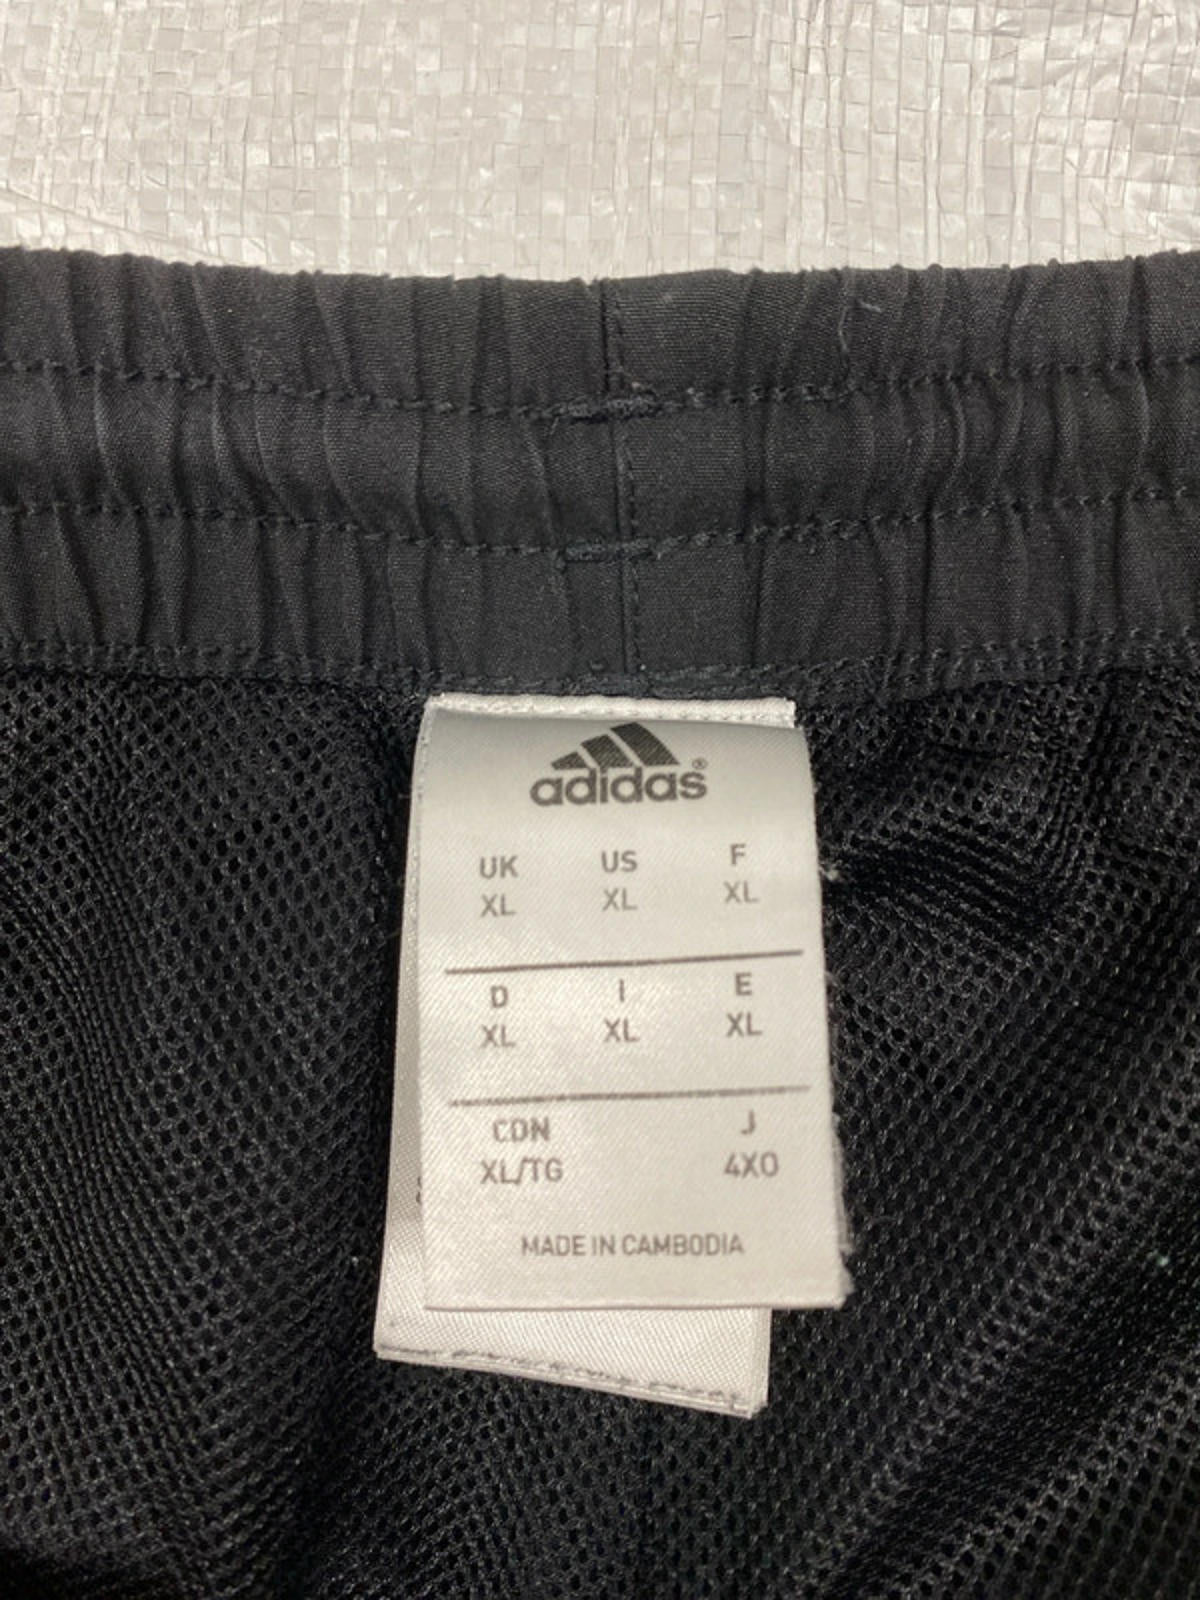 adidas®
UK US F
XL XL XL
D I E
XL XL XL
CDN J
XL/TG 4XO
MADE IN CAMBODIA